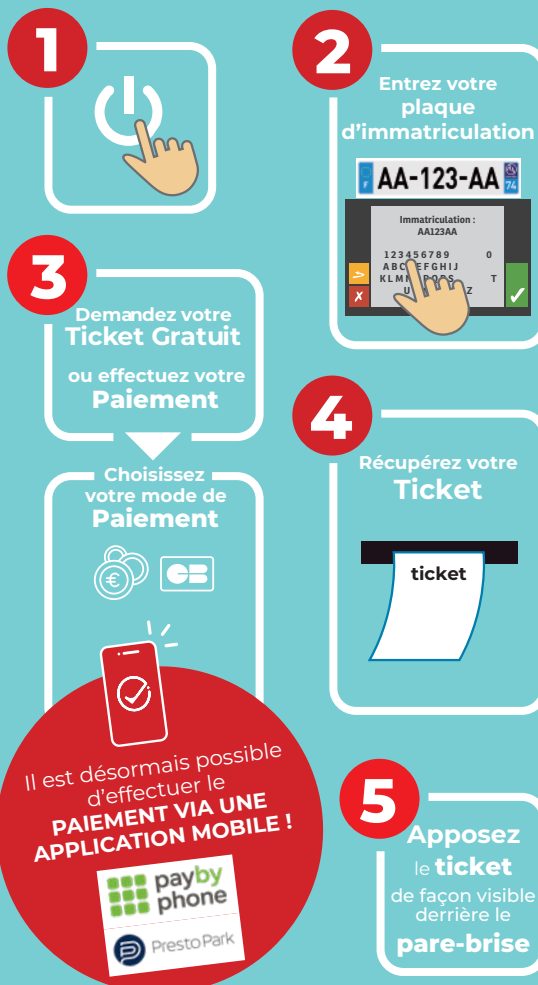 1
2
Entrez votre
plaque
d'immatriculation
F AA-123-AA 74
Immatriculation :
AA123AA
123456789 0
ABC EFGHIJ
T
U Z
3
Demandez votre
Ticket Gratuit
ou effectuez votre
Paiement
Choisissez
votre mode de
Paiement
€ CB
Il est désormais possible
d'effectuer le
PAIEMENT VIA UNE
APPLICATION MOBILE !
payby
phone
PrestoPark
4
Récupérez votre
Ticket
ticket
5
Apposez
le ticket
de façon visible
derrière le
pare-brise